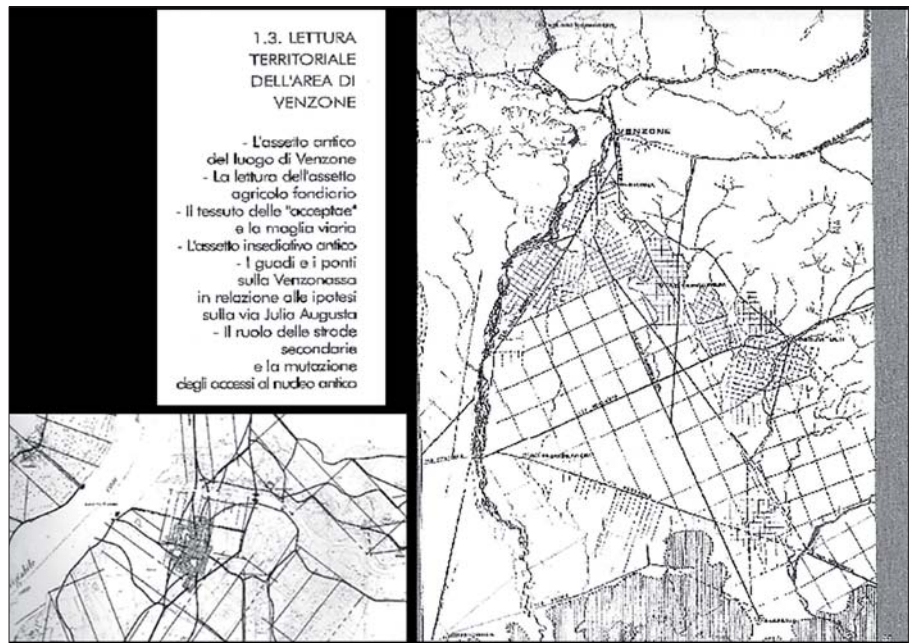 1.3. LETTURA
TERRITORIALE
DELL'AREA DI
VENZONE
- L'assetto antico
del luogo di Venzone
- La lettura dell'assetto
agricolo fondiario
- Il tessuto delle "acceptae"
e la maglia viaria
- L'assetto insediativo antico
- I guadi e i ponti
sulla Venzonassa
in relazione alle ipotesi
sulla via Julia Augusta
- Il ruolo delle strade
secondarie
e la mutazione
degli accessi al nucleo antico
VENZONE